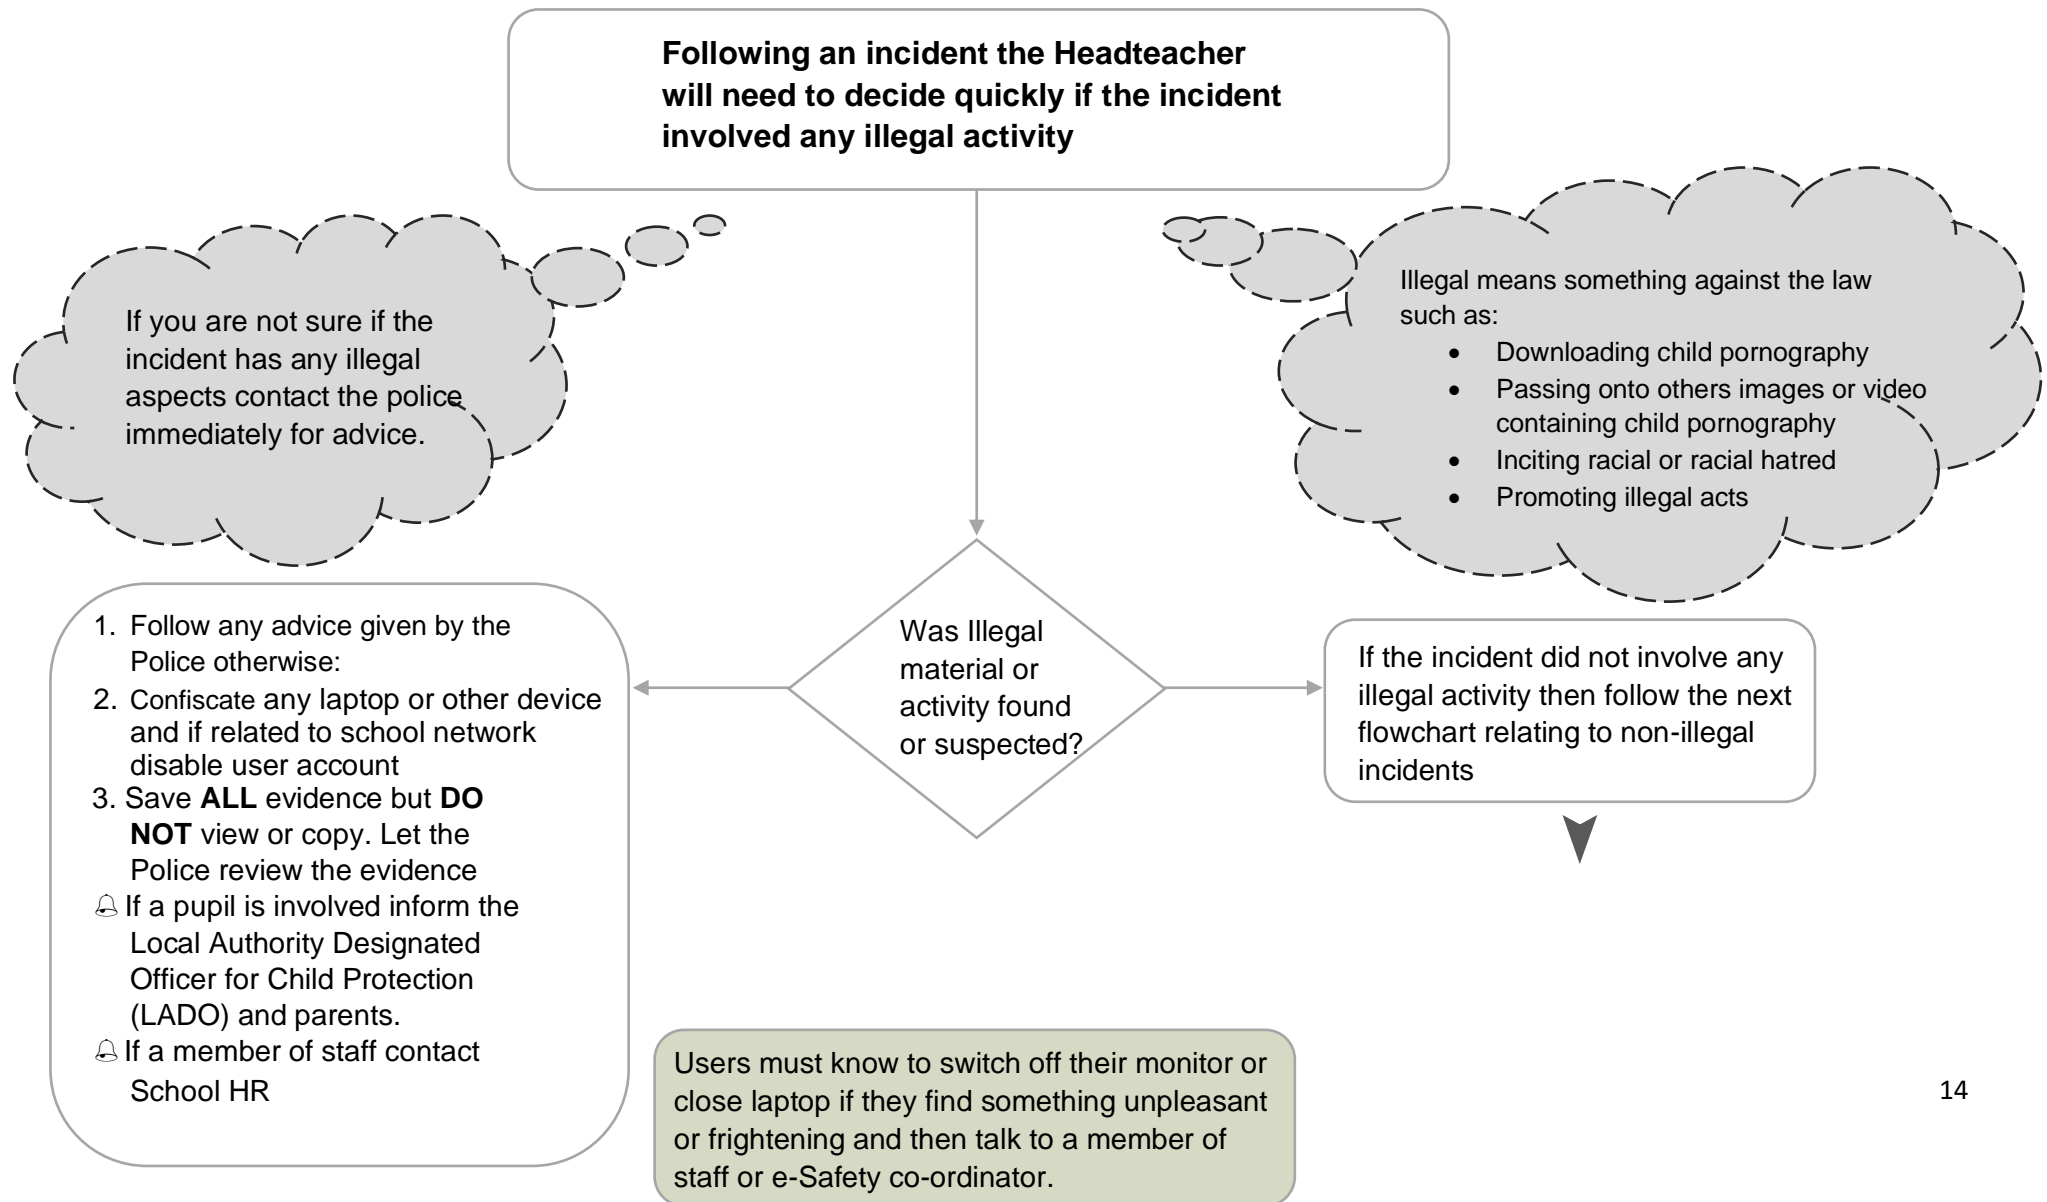 Following an incident the Headteacher
will need to decide quickly if the incident
involved any illegal activity
If you are not sure if the
incident has any illegal
aspects contact the police
immediately for advice.
Illegal means something against the law
such as:
• Downloading child pornography
• Passing onto others images or video
containing child pornography
• Inciting racial or racial hatred
• Promoting illegal acts
Was Illegal
material or
activity found
or suspected?
1. Follow any advice given by the
Police otherwise:
2. Confiscate any laptop or other device
and if related to school network
disable user account
3. Save ALL evidence but DO
NOT view or copy. Let the
Police review the evidence
If a pupil is involved inform the
Local Authority Designated
Officer for Child Protection
(LADO) and parents.
If a member of staff contact
School HR
If the incident did not involve any
illegal activity then follow the next
flowchart relating to non-illegal
incidents
Users must know to switch off their monitor or
close laptop if they find something unpleasant
or frightening and then talk to a member of
staff or e-Safety co-ordinator.
14